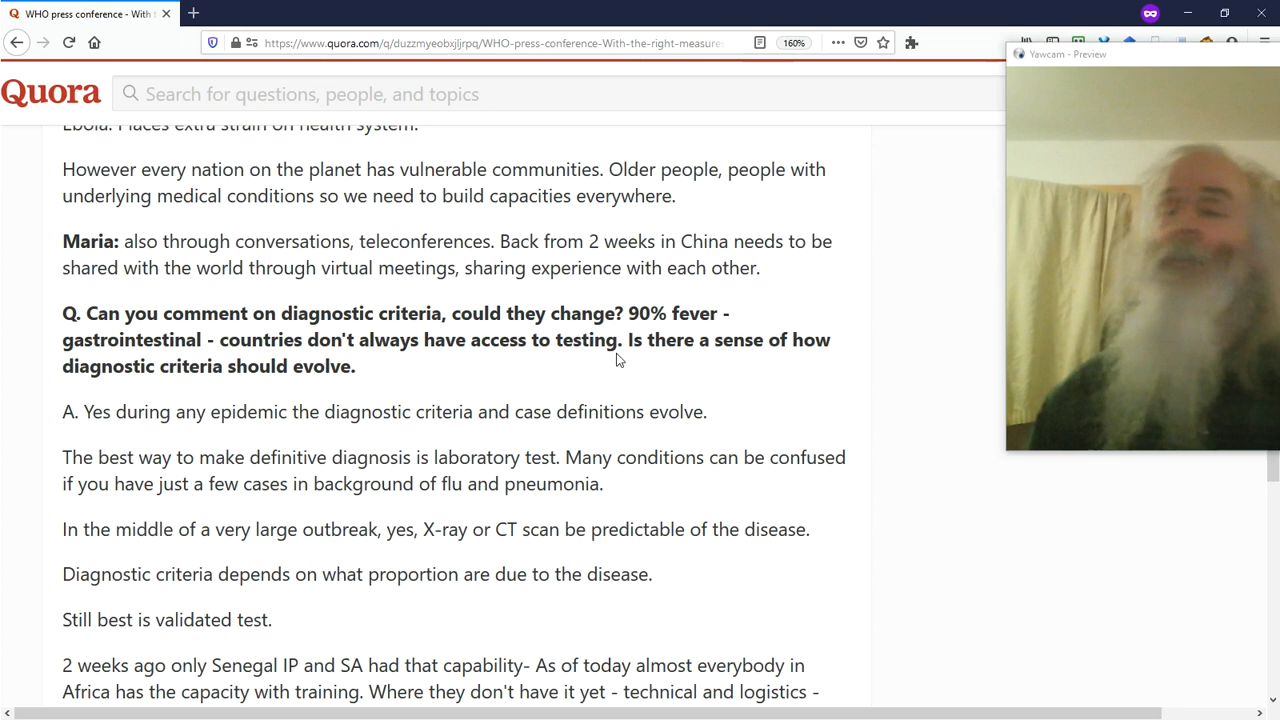 WHO press conference - With t
https://www.quora.com/q/duzzmyeobxjljrpq/WHO-press-conference-With-the-right-measure
160%
Yawcam - Preview
Quora
Search for questions, people, and topics
Ebola. Places extra strain on health system.
However every nation on the planet has vulnerable communities. Older people, people with
underlying medical conditions so we need to build capacities everywhere.
Maria: also through conversations, teleconferences. Back from 2 weeks in China needs to be
shared with the world through virtual meetings, sharing experience with each other.
Q. Can you comment on diagnostic criteria, could they change? 90% fever -
gastrointestinal - countries don't always have access to testing. Is there a sense of how
diagnostic criteria should evolve.
A. Yes during any epidemic the diagnostic criteria and case definitions evolve.
The best way to make definitive diagnosis is laboratory test. Many conditions can be confused
if you have just a few cases in background of flu and pneumonia.
In the middle of a very large outbreak, yes, X-ray or CT scan be predictable of the disease.
Diagnostic criteria depends on what proportion are due to the disease.
Still best is validated test.
2 weeks ago only Senegal IP and SA had that capability- As of today almost everybody in
Africa has the capacity with training. Where they don't have it yet - technical and logistics -